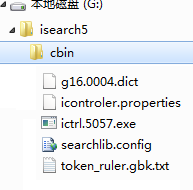 本地磁盘 (G:)
isearch5
cbin
g16.0004.dict
icontroler.properties
ictrl.5057.exe
searchlib.config
token_ruler.gbk.txt